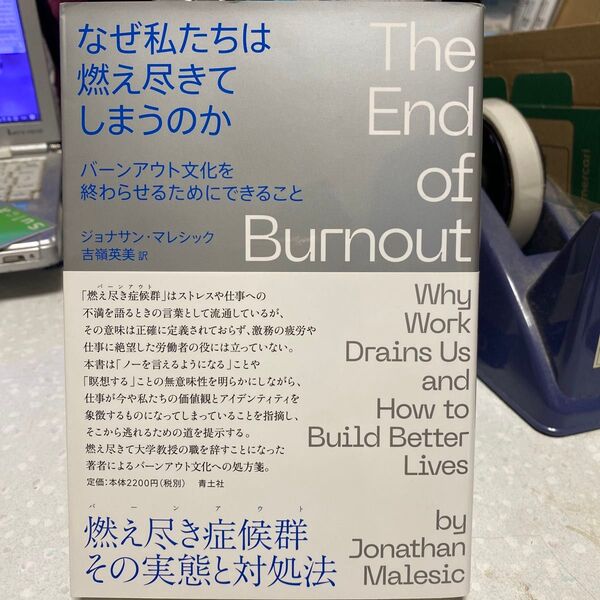 なぜ私たちは
燃え尽きて
しまうのか
バーンアウト文化を
終わらせるためにできること
ジョナサン・マレシック
吉嶺英美 訳
The
End
of
Burnout
バーンアウト
「燃え尽き症候群」はストレスや仕事への
不満を語るときの言葉として流通しているが、
その意味は正確に定義されておらず、激務の疲労や
仕事に絶望した労働者の役には立っていない。
本書は「ノーを言えるようになる」ことや
「瞑想する」ことの無意味性を明らかにしながら、
仕事が今や私たちの価値観とアイデンティティを
象徴するものになってしまっていることを指摘し、
そこから逃れるための道を提示する。
燃え尽きて大学教授の職を辞すことになった
著者によるバーンアウト文化への処方箋。
定価:本体2200円(税別) 青土社
バーンアウト
燃え尽き症候群
その実態と対処法
Why
Work
Drains Us
and
How to
Build Better
Lives
by
Jonathan
Malesic
Suica
mercari